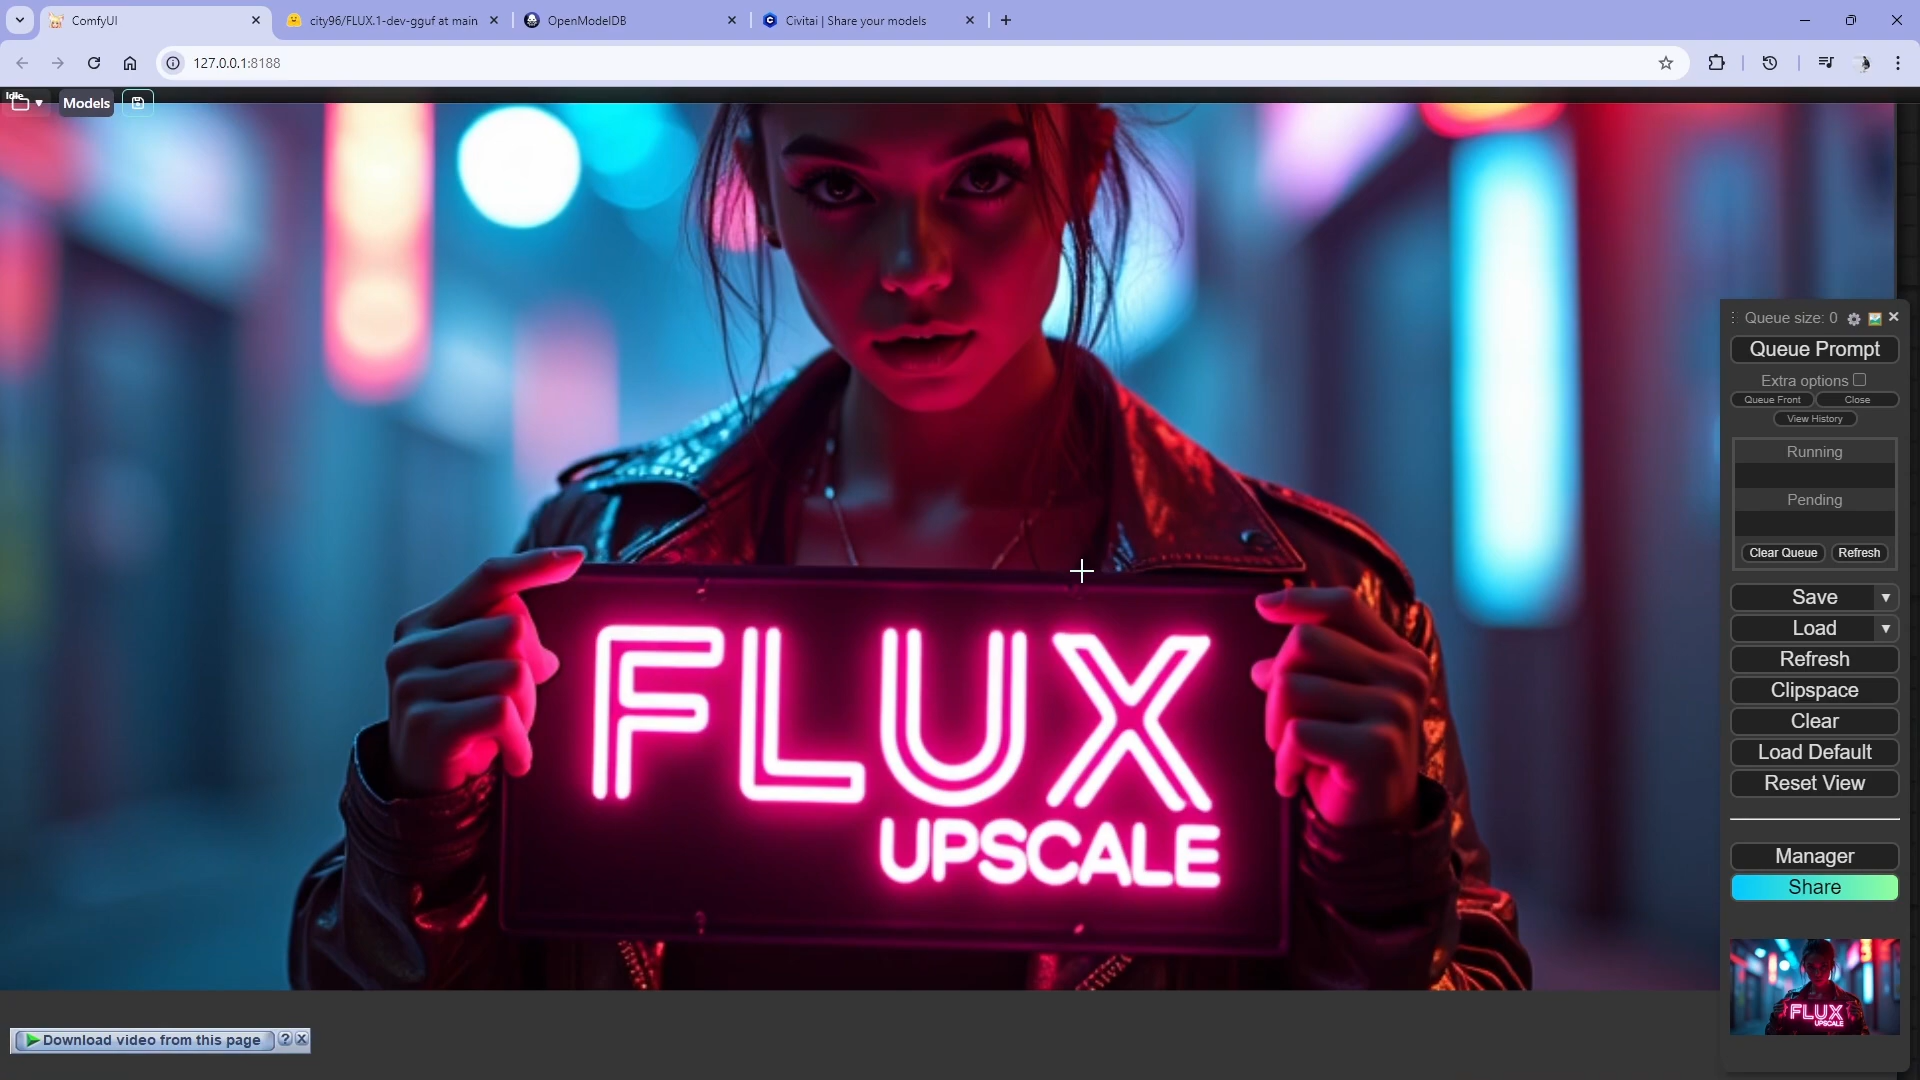 ComfyUI
city96/FLUX.1-dev-gguf at main
OpenModelDB
Civitai | Share your models
127.0.0.1:8188
Idle
Models
FLUX
UPSCALE
Queue size: 0
Queue Prompt
Extra options
Queue Front
Close
View History
Running
Pending
Clear Queue
Refresh
Save
Load
Refresh
Clipspace
Clear
Load Default
Reset View
Manager
Share
FLUX
UPSCALE
Download video from this page
?